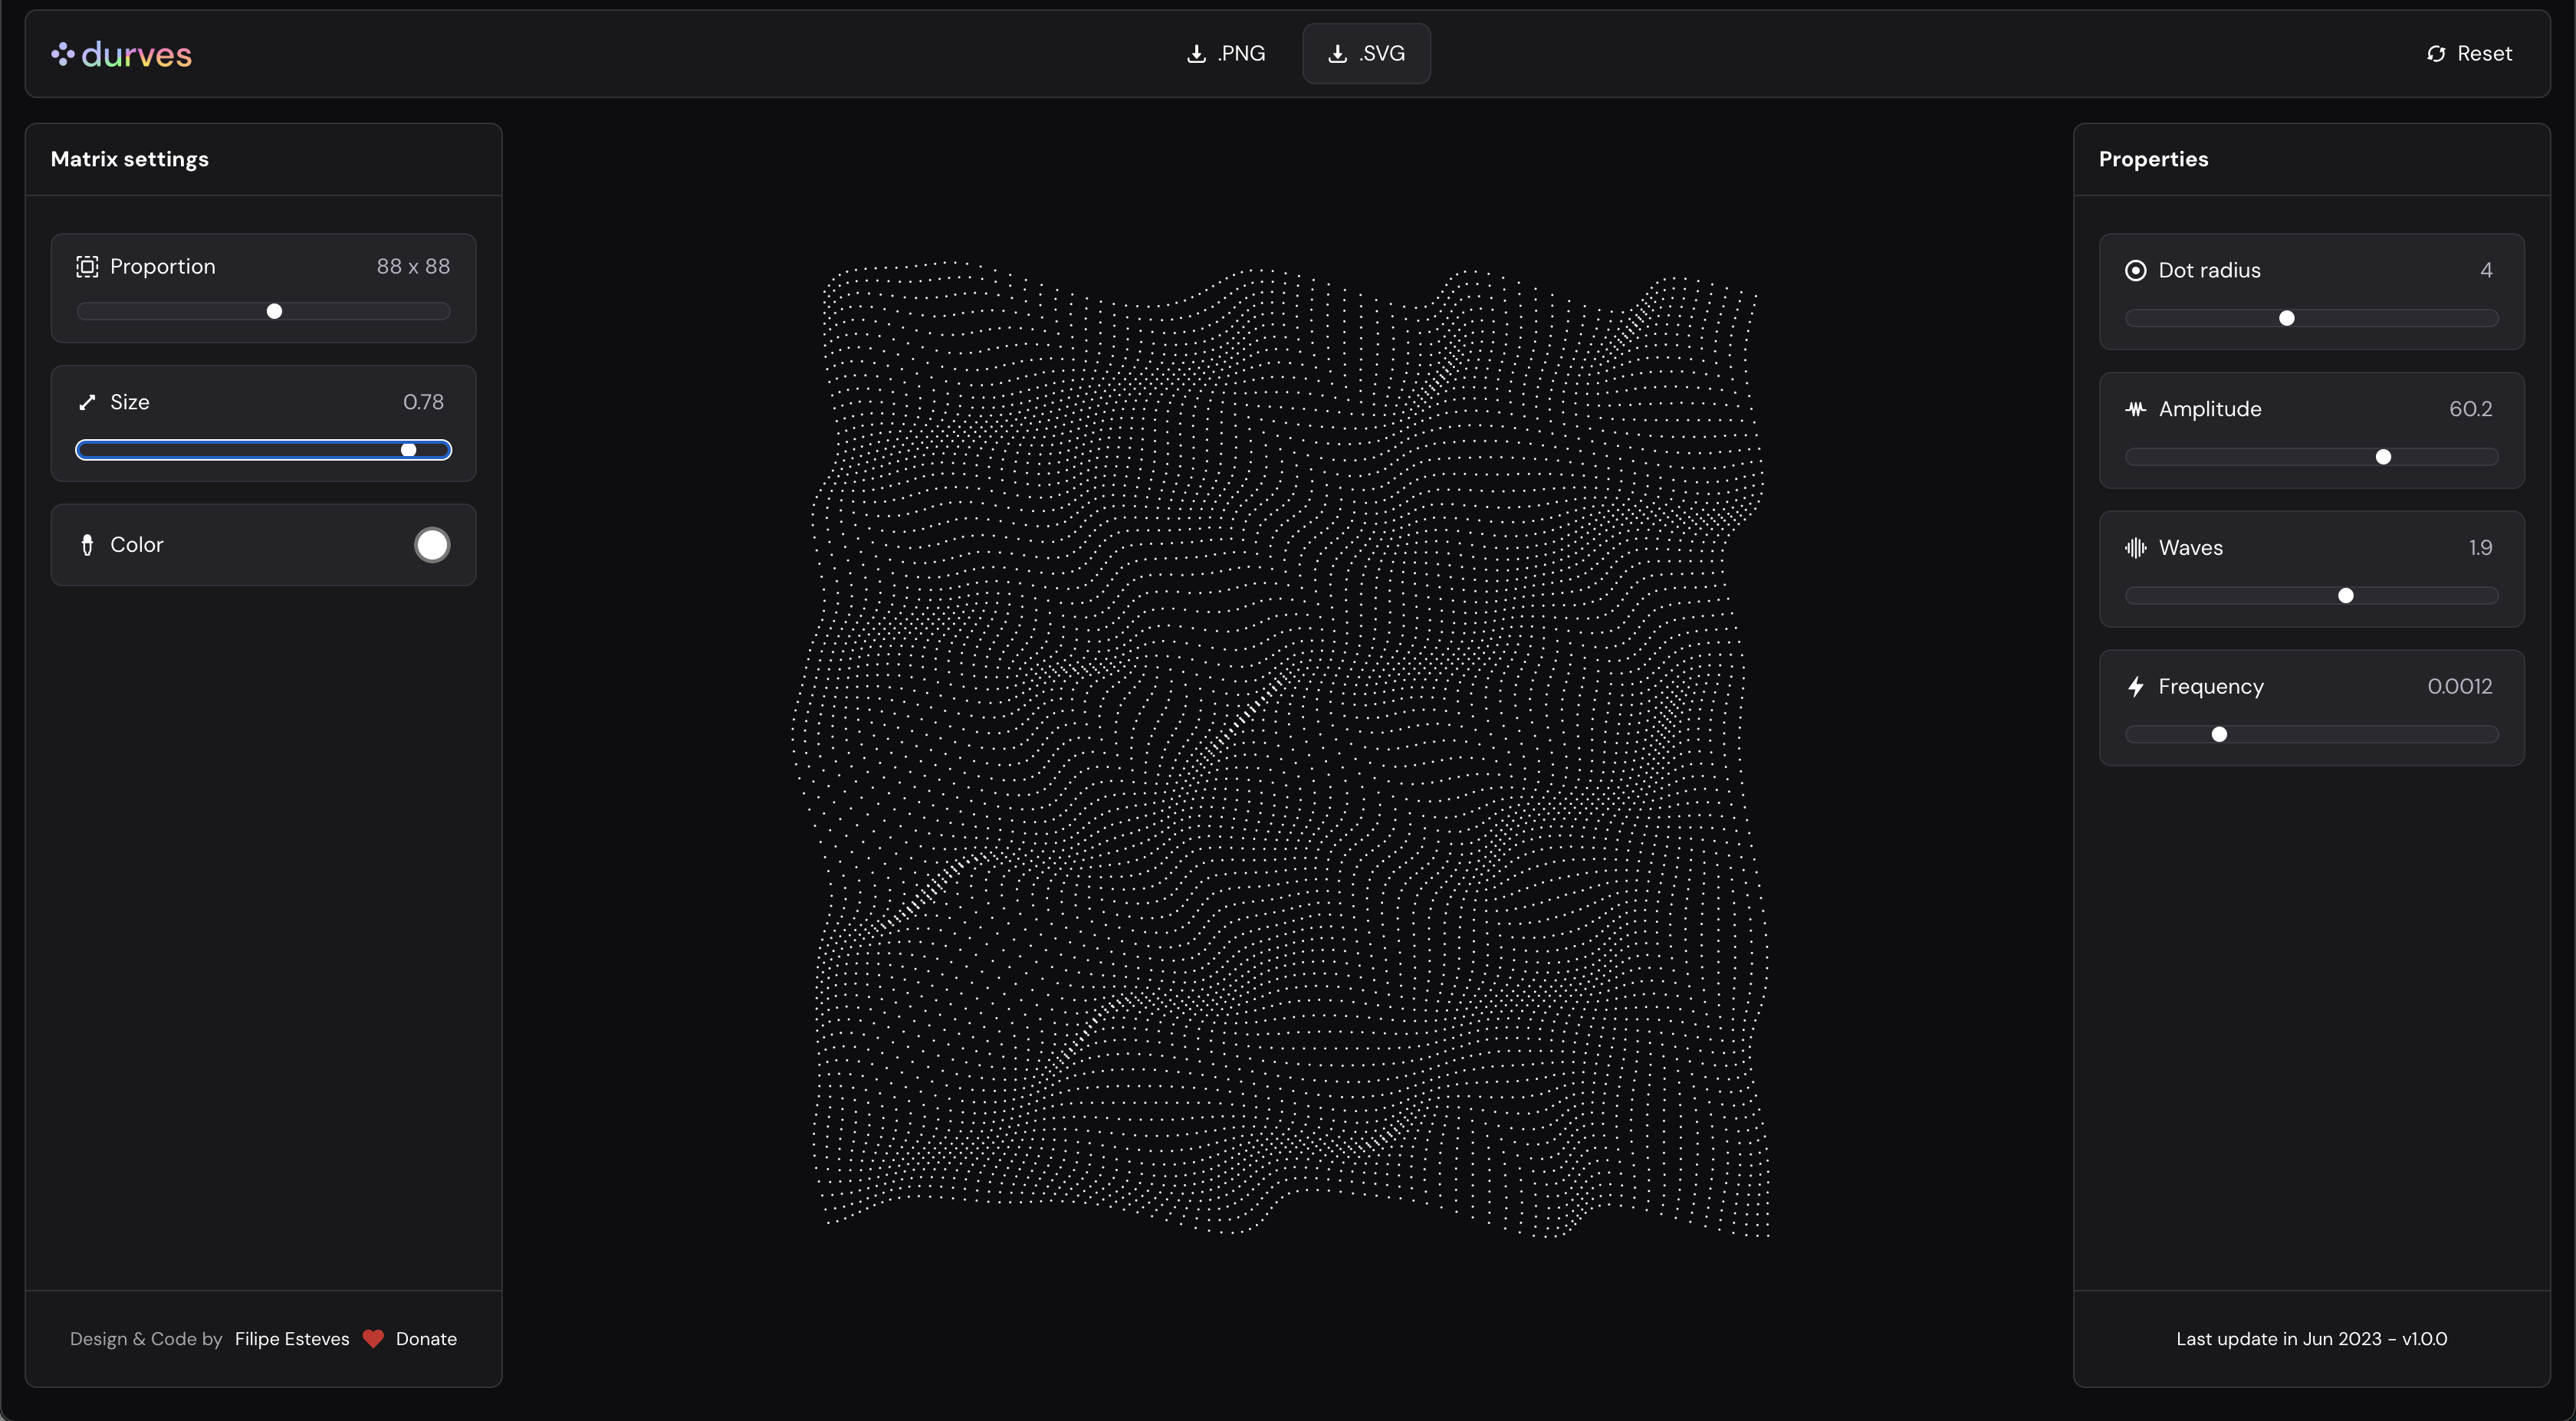 durves
.PNG
.SVG
Reset
Matrix settings
Proportion 88 x 88
Size 0.78
Color
Design & Code by Filipe Esteves Donate
Properties
Dot radius 4
Amplitude 60.2
Waves 1.9
Frequency 0.0012
Last update in Jun 2023 - v1.0.0